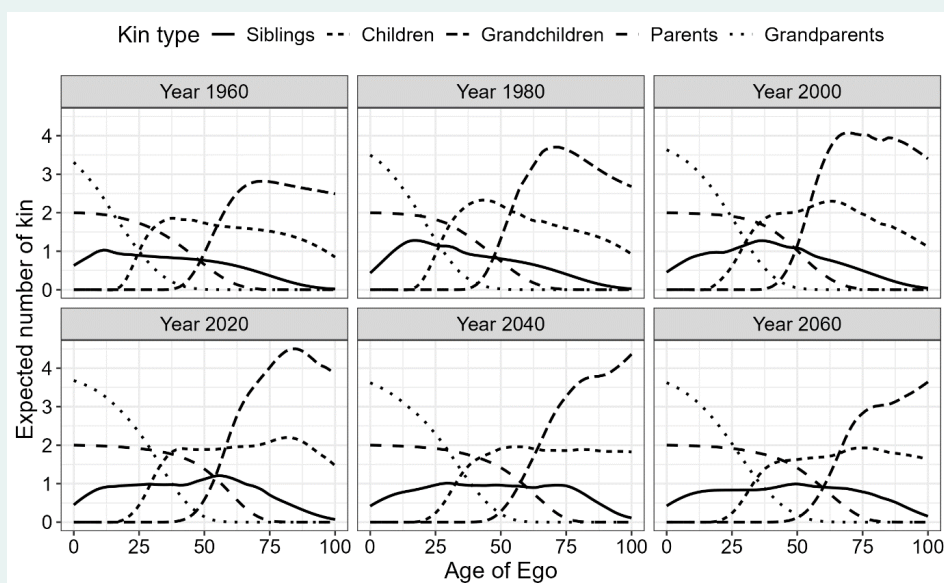 Kin type Siblings Children Grandchildren Parents Grandparents
Expected number of kin
Year 1960 Year 1980 Year 2000
4
3
2
1
0
Year 2020 Year 2040 Year 2060
4
3
2
1
0
0 25 50 75 100 0 25 50 75 100 0 25 50 75 100
Age of Ego